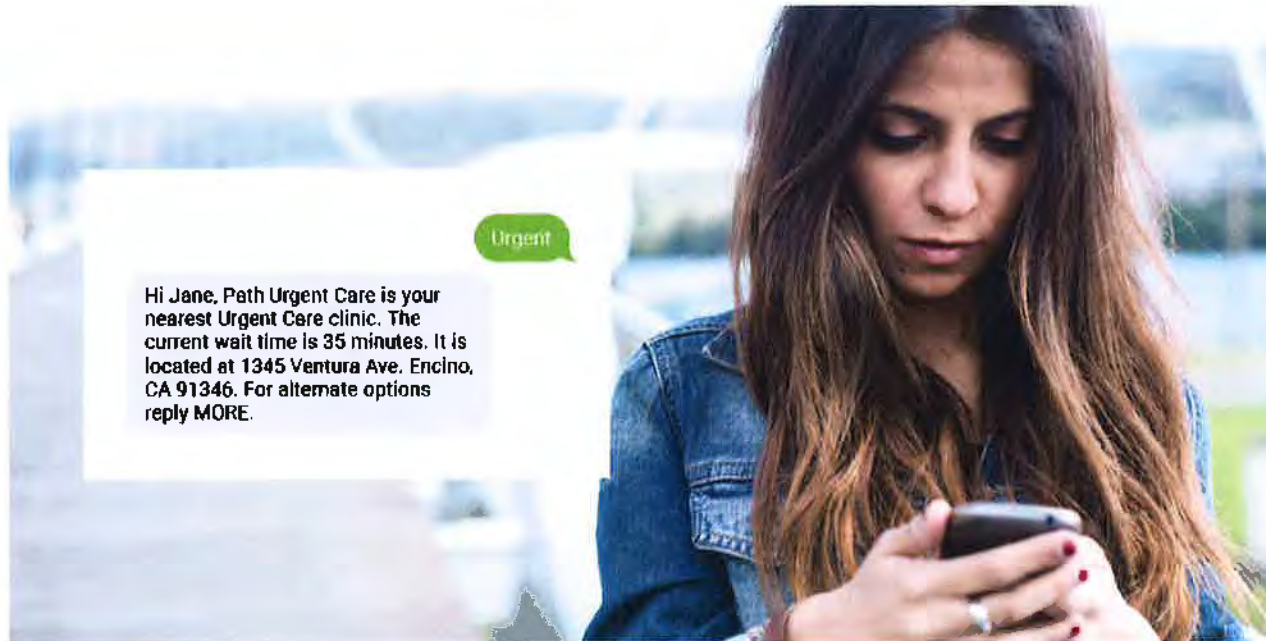 Urgent
Hi Jane, Path Urgent Care is your
nearest Urgent Care clinic. The
current wait time is 35 minutes. It is
located at 1345 Ventura Ave. Encino,
CA 91346. For alternate options
reply MORE.